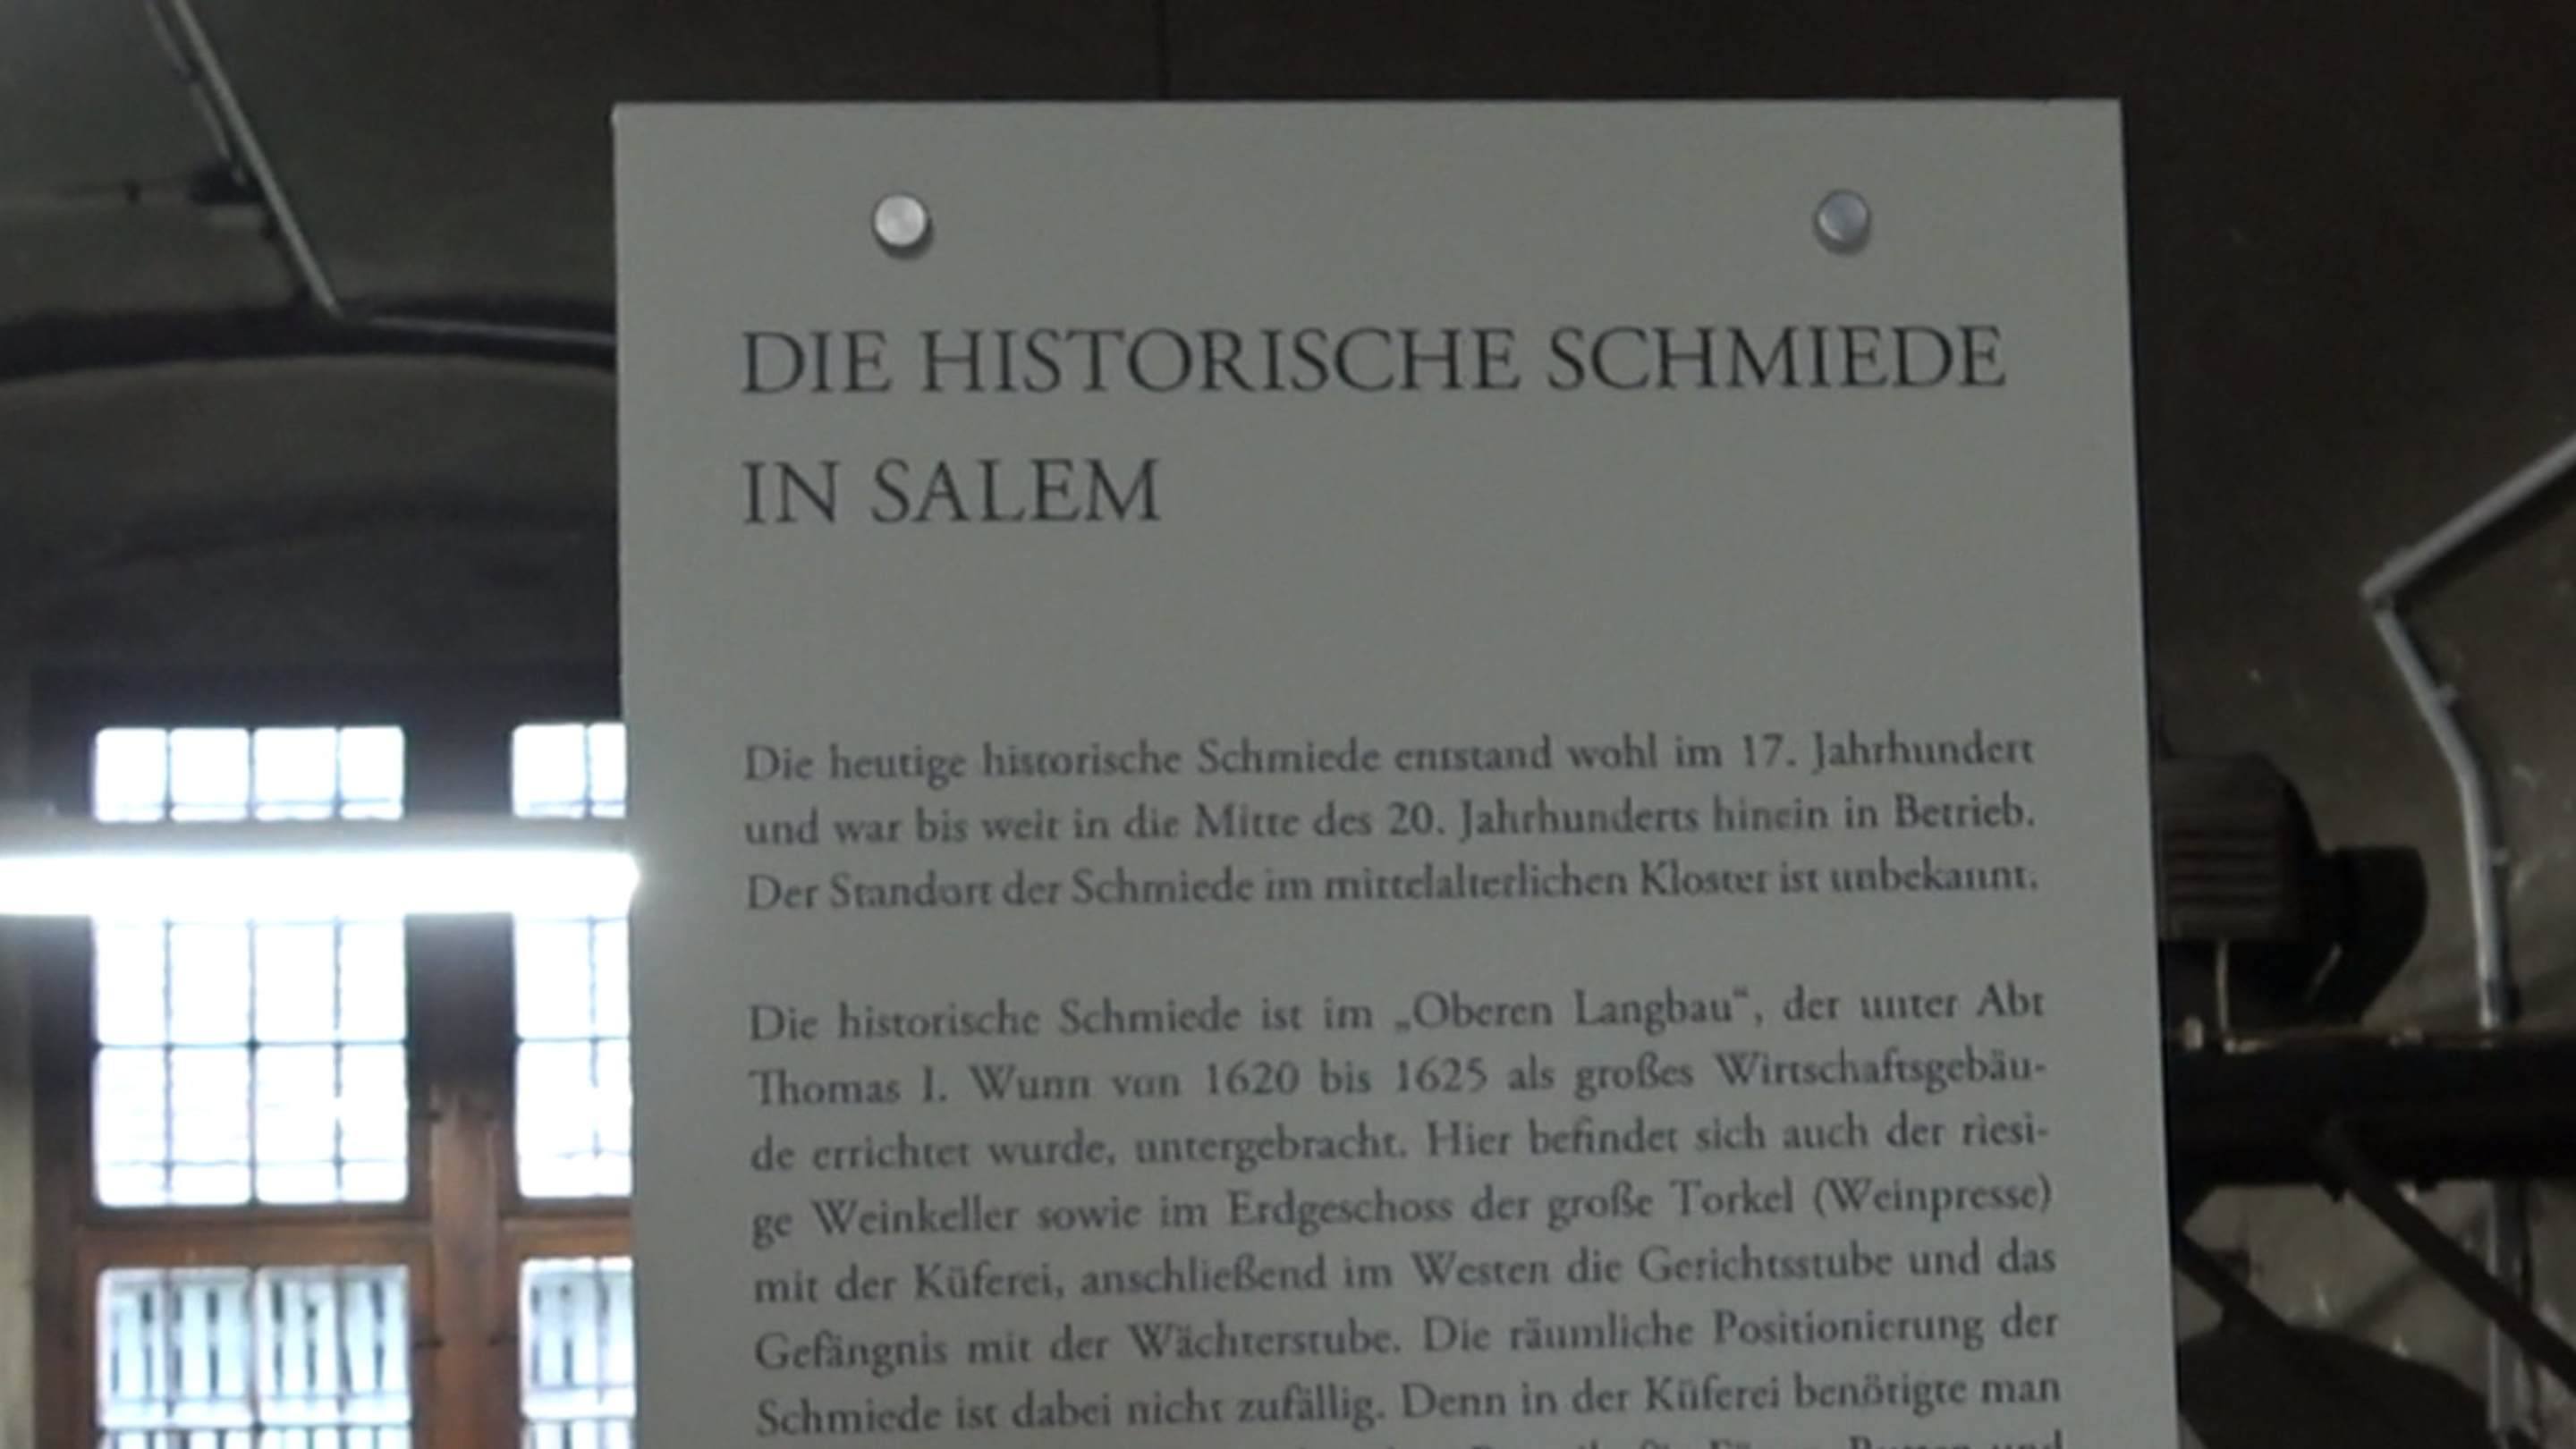 DIE HISTORISCHE SCHMIEDE
IN SALEM
Die heutige historische Schmiede entstand wohl im 17. Jahrhundert
und war bis weit in die Mitte des 20. Jahrhunderts hinein in Betrieb.
Der Standort der Schmiede im mittelalterlichen Kloster ist unbekannt.
Die historische Schmiede ist im „Oberen Langbau“, der unter Abt
Thomas I. Wunn von 1620 bis 1625 als großes Wirtschaftsgebäu-
de errichtet wurde, untergebracht. Hier befindet sich auch der riesi-
ge Weinkeller sowie im Erdgeschoss der große Torkel (Weinpresse)
mit der Küferei, anschließend im Westen die Gerichtsstube und das
Gefängnis mit der Wächterstube. Die räumliche Positionierung der
Schmiede ist dabei nicht zufällig. Denn in der Küferei benötigte man